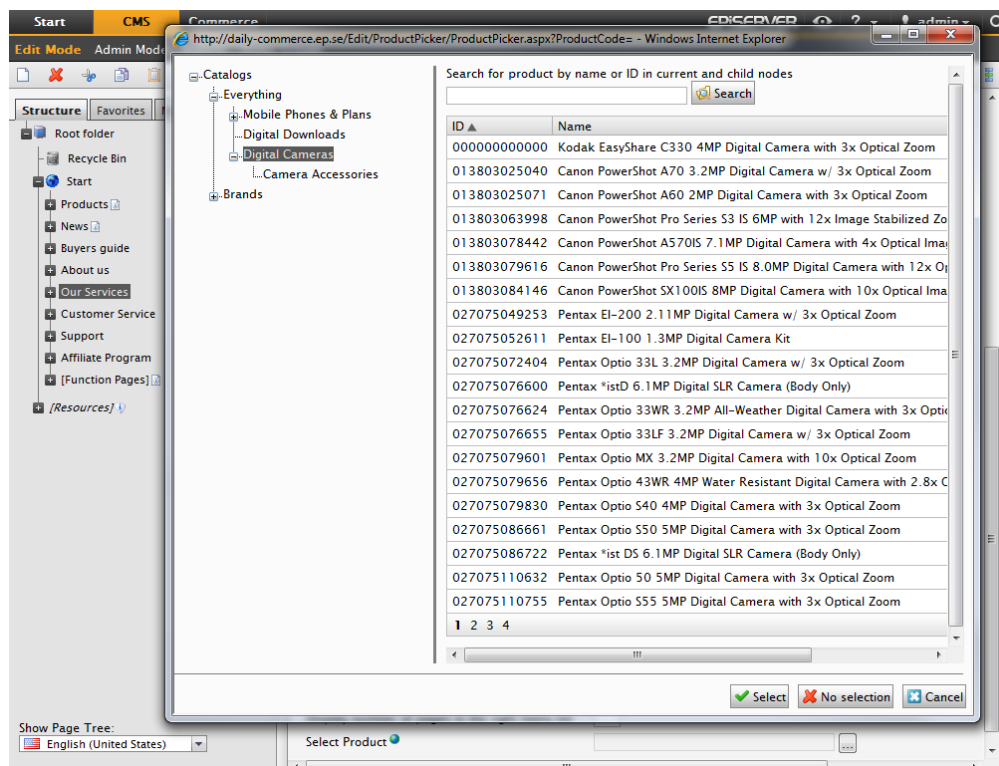 Start CMS Commerce EPiSERVER ? admin
http://daily-commerce.ep.se/Edit/ProductPicker/ProductPicker.aspx?ProductCode= - Windows Internet Explorer
Edit Mode Admin Mode
Structure Favorites
Root folder
Recycle Bin
Start
Products
News
Buyers guide
About us
Our Services
Customer Service
Support
Affiliate Program
[Function Pages]
[Resources]
Show Page Tree:
English (United States)
Catalogs
Everything
Mobile Phones & Plans
Digital Downloads
Digital Cameras
Camera Accessories
Brands
Search for product by name or ID in current and child nodes
Search
ID Name
000000000000 Kodak EasyShare C330 4MP Digital Camera with 3x Optical Zoom
013803025040 Canon PowerShot A70 3.2MP Digital Camera w/ 3x Optical Zoom
013803025071 Canon PowerShot A60 2MP Digital Camera with 3x Optical Zoom
013803063998 Canon PowerShot Pro Series S3 IS 6MP with 12x Image Stabilized Zo
013803078442 Canon PowerShot A570IS 7.1MP Digital Camera with 4x Optical Ima
013803079616 Canon PowerShot Pro Series S5 IS 8.0MP Digital Camera with 12x O
013803084146 Canon PowerShot SX100IS 8MP Digital Camera with 10x Optical Ima
027075049253 Pentax EI-200 2.11MP Digital Camera w/ 3x Optical Zoom
027075052611 Pentax EI-100 1.3MP Digital Camera Kit
027075072404 Pentax Optio 33L 3.2MP Digital Camera w/ 3x Optical Zoom
027075076600 Pentax *istD 6.1MP Digital SLR Camera (Body Only)
027075076624 Pentax Optio 33WR 3.2MP All-Weather Digital Camera with 3x Optic
027075076655 Pentax Optio 33LF 3.2MP Digital Camera w/ 3x Optical Zoom
027075079601 Pentax Optio MX 3.2MP Digital Camera with 10x Optical Zoom
027075079656 Pentax Optio 43WR 4MP Water Resistant Digital Camera with 2.8x
027075079830 Pentax Optio S40 4MP Digital Camera with 3x Optical Zoom
027075086661 Pentax Optio S50 5MP Digital Camera with 3x Optical Zoom
027075086722 Pentax *ist DS 6.1MP Digital SLR Camera (Body Only)
027075110632 Pentax Optio 50 5MP Digital Camera with 3x Optical Zoom
027075110755 Pentax Optio S55 5MP Digital Camera with 3x Optical Zoom
1 2 3 4
Select No selection Cancel
Select Product ...